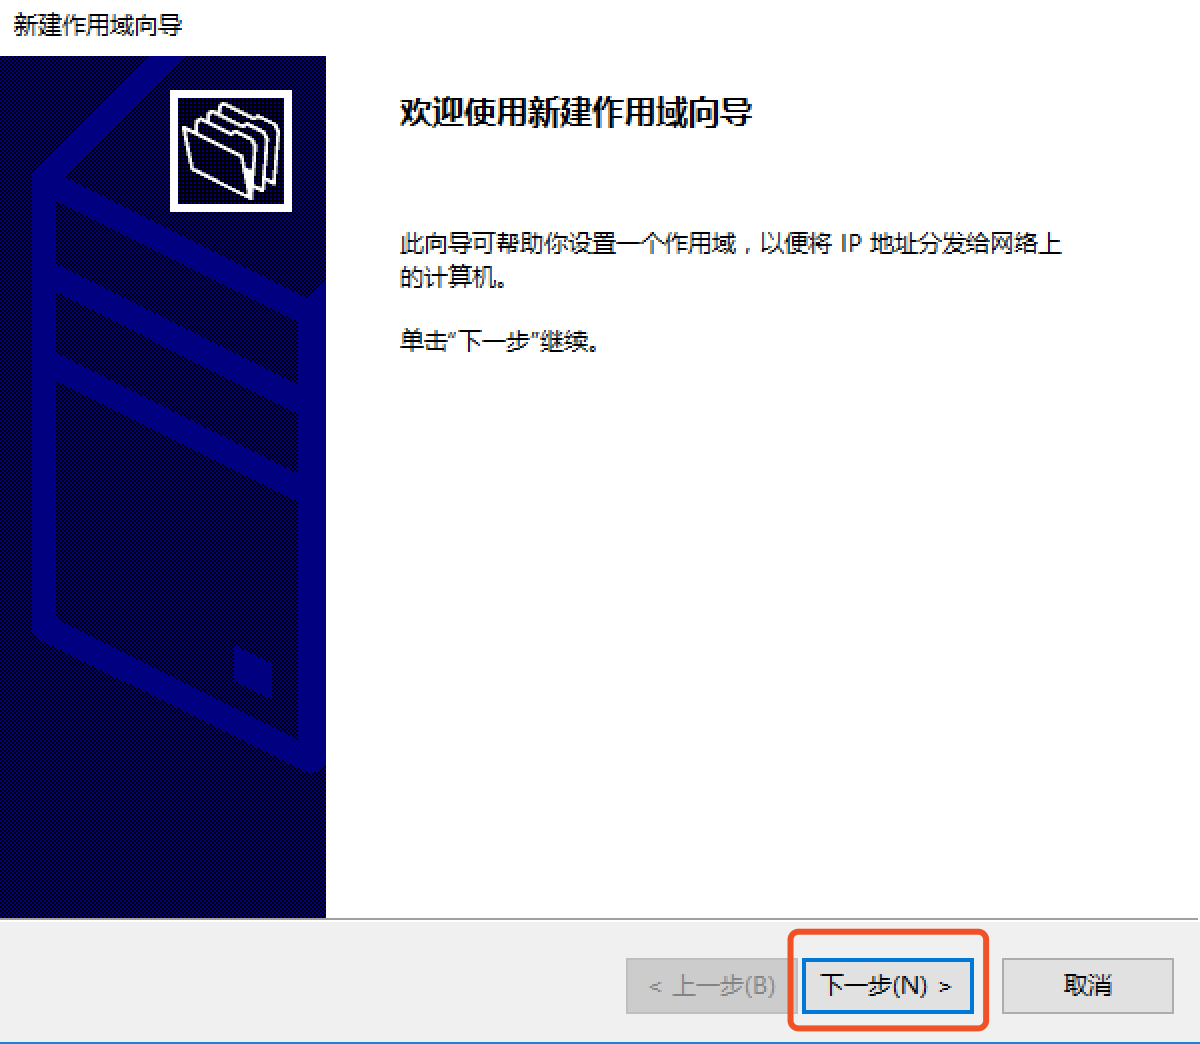 新建作用域向导
欢迎使用新建作用域向导
此向导可帮助你设置一个作用域，以便将 IP 地址分发给网络上
的计算机。
单击“下一步”继续。
< 上一步(B)
下一步(N) >
取消